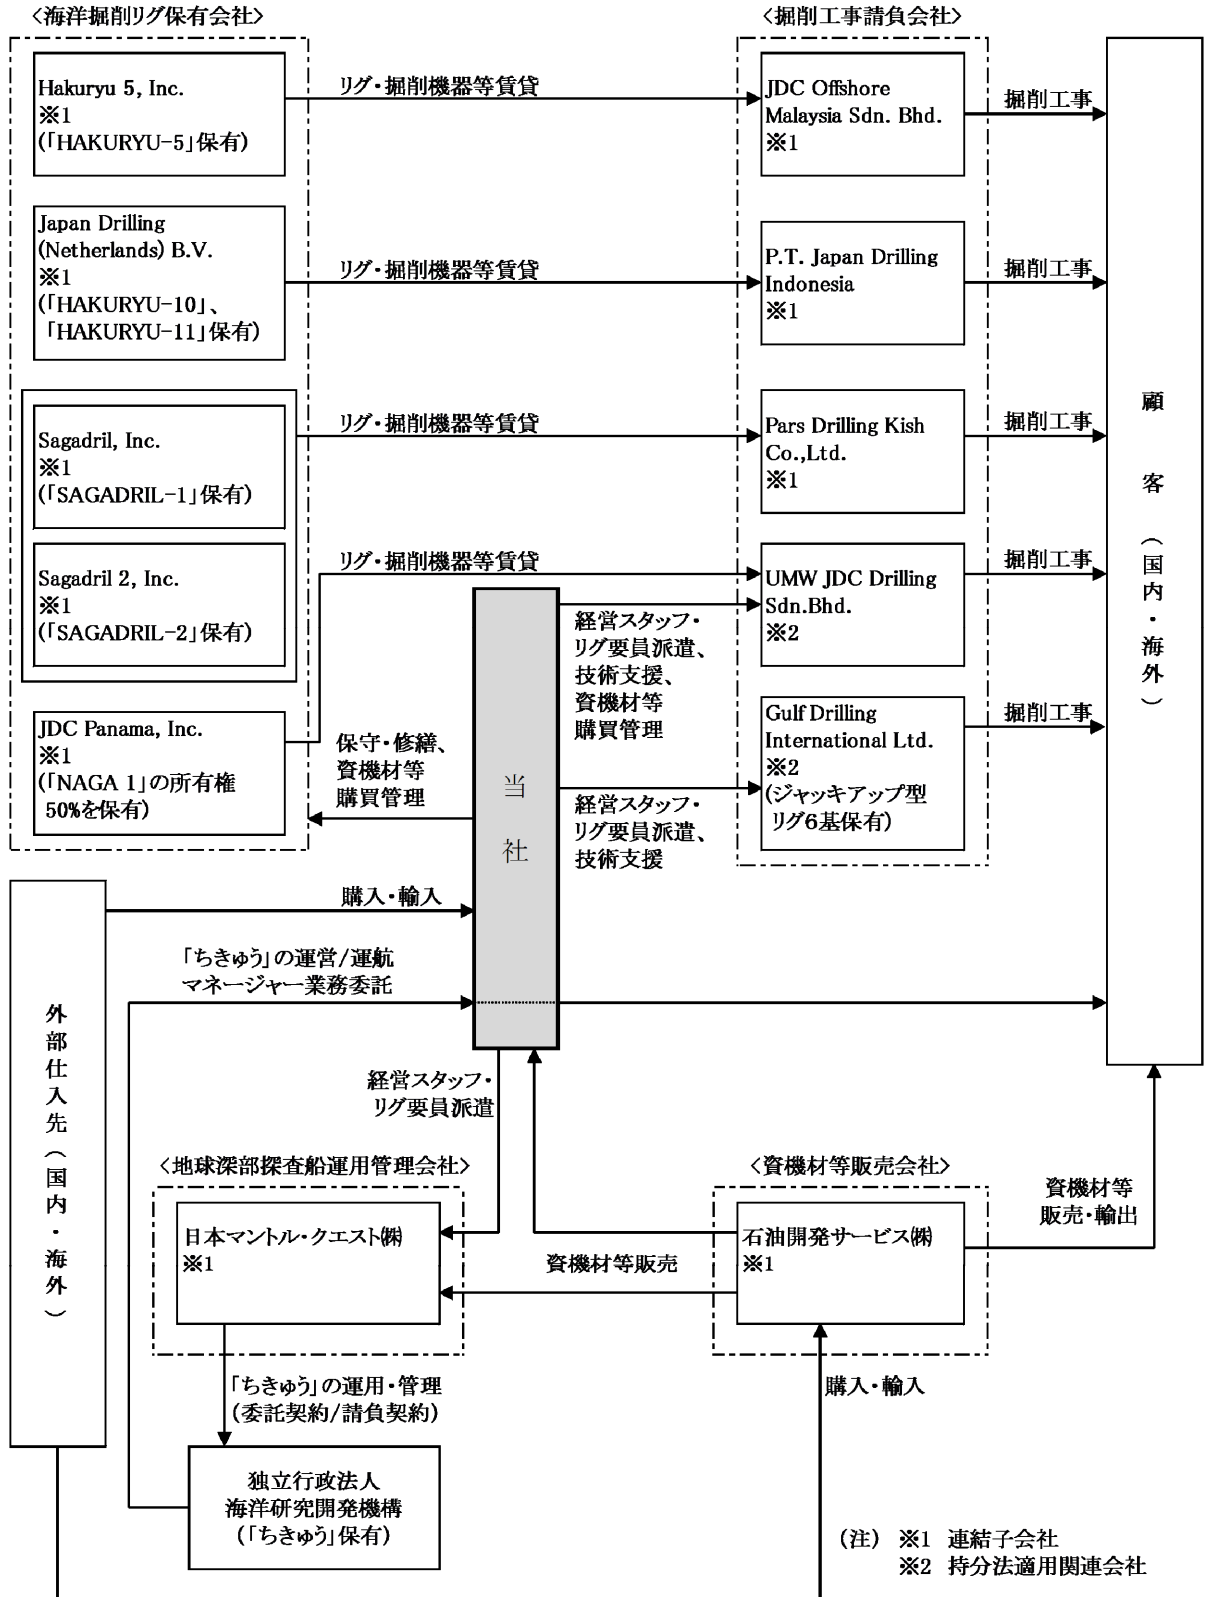 <海洋掘削リグ保有会社>
<掘削工事請負会社>
Hakuryu 5, Inc.
※1
(「HAKURYU-5」保有)
リグ・掘削機器等賃貸
JDC Offshore
Malaysia Sdn. Bhd.
※1
掘削工事
Japan Drilling
(Netherlands) B.V.
※1
(「HAKURYU-10」、
「HAKURYU-11」保有)
リグ・掘削機器等賃貸
P.T. Japan Drilling
Indonesia
※1
掘削工事
Sagadril, Inc.
※1
(「SAGADRIL-1」保有)
リグ・掘削機器等賃貸
Pars Drilling Kish
Co.,Ltd.
※1
掘削工事
Sagadril 2, Inc.
※1
(「SAGADRIL-2」保有)
リグ・掘削機器等賃貸
UMW JDC Drilling
Sdn.Bhd.
※2
掘削工事
経営スタッフ・
リグ要員派遣、
技術支援、
資機材等
購買管理
JDC Panama, Inc.
※1
(「NAGA 1」の所有権
50%を保有)
保守・修繕、
資機材等
購買管理
Gulf Drilling
International Ltd.
※2
(ジャッキアップ型
リグ6基保有)
掘削工事
経営スタッフ・
リグ要員派遣、
技術支援
当社
顧客(国内・海外)
購入・輸入
「ちきゅう」の運営/運航
マネージャー業務委託
外部仕入先(国内・海外)
経営スタッフ・
リグ要員派遣
<地球深部探査船運用管理会社>
<資機材等販売会社>
資機材等
販売・輸出
日本マントル・クエスト㈱
※1
資機材等販売
石油開発サービス㈱
※1
「ちきゅう」の運用・管理
(委託契約/請負契約)
購入・輸入
独立行政法人
海洋研究開発機構
(「ちきゅう」保有)
(注) ※1 連結子会社
※2 持分法適用関連会社